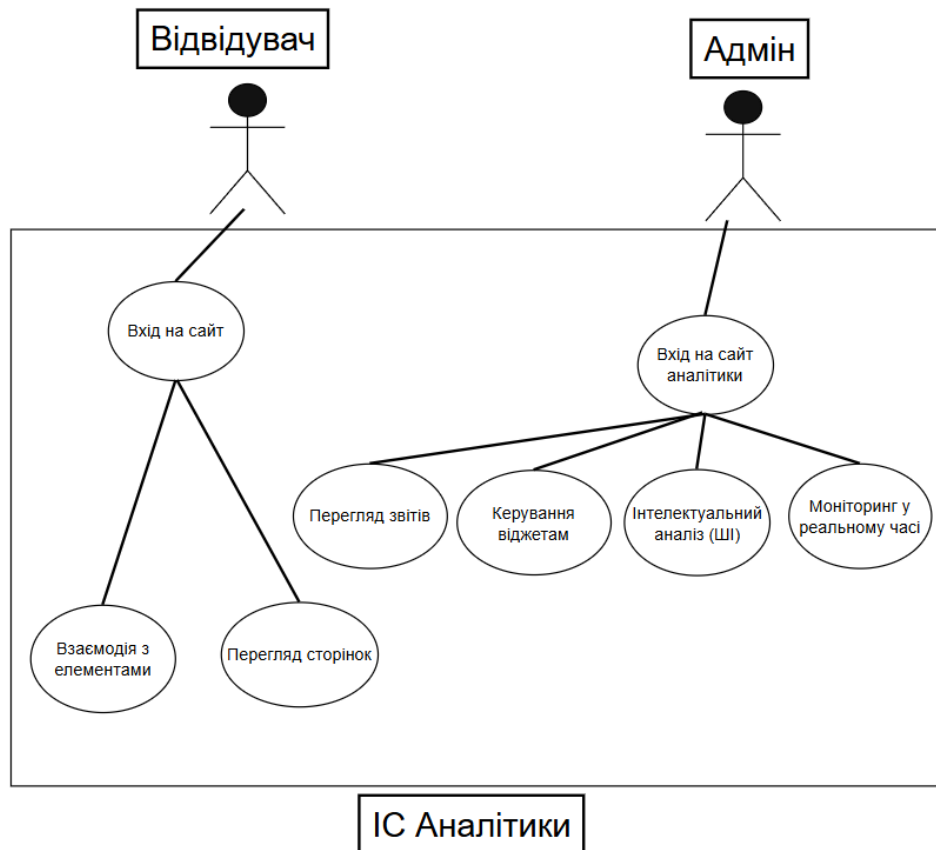 Відвідувач
Адмін
Вхід на сайт
Вхід на сайт
аналітики
Перегляд звітів
Керування
віджетам
Інтелектуальний
аналіз (ШІ)
Моніторинг у
реальному часі
Взаємодія з
елементами
Перегляд сторінок
ІС Аналітики